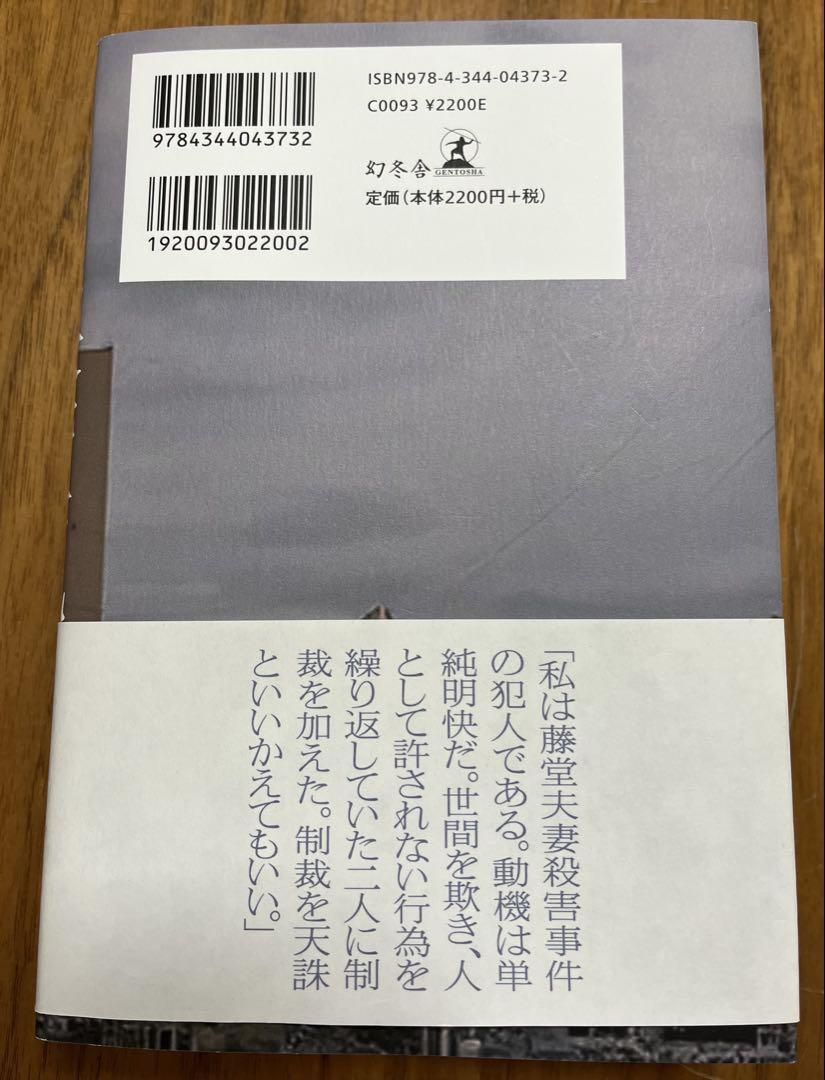 ISBN978-4-344-04373-2
C0093 ¥2200E
9784344043732
幻冬舎
GENTOSHA
定価(本体2200円+税)
1920093022002
「私は藤堂夫妻殺害事件
の犯人である。動機は単
純明快だ。世間を欺き、人
として許されない行為を
繰り返していた二人に制
裁を加えた。制裁を天誅
といいかえてもいい。」